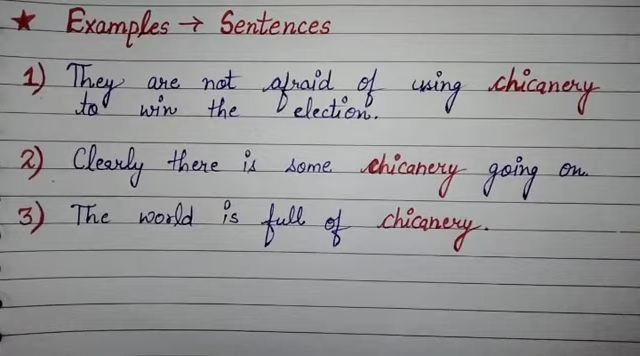 ★ Examples → Sentences
1) They are not afraid of using chicanery
to win the election.
2) Clearly there is some chicanery going on.
3) The world is full of chicanery.